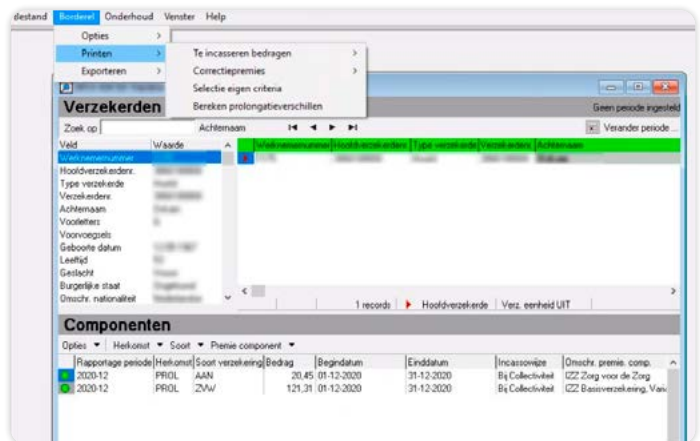 destand Borderel Onderhoud Venster Help
Opties >
Printen >
Exporteren >
Te incasseren bedragen >
Correctiepremies >
Selectie eigen criteria
Bereken prolongatieverschillen
Verzekerden
Geen periode ingesteld
Zoek op Achternaam Verander periode ...
Veld Waarde
Werknemernummer
Hoofdverzekerdenr.
Type verzekerde
Verzekerdenr.
Achternaam
Voorletters
Voorvoegsels
Geboorte datum
Leeftijd
Geslacht
Burgerlijke staat
Omschr. nationaliteit
Werknemernummer Hoofdverzekerdenr. Type verzekerde Verzekerdenr. Achternaam
1 records Hoofdverzekerde Verz. eenheid UIT
Componenten
Opties Herkomst Soort Premie component
Rapportage periode Herkomst Soort verzekering Bedrag Begindatum Einddatum Incassowijze Omschr. premie. comp.
2020-12 PROL AAN 20,45 01-12-2020 31-12-2020 Bij Collectiviteit IZZ Zorg voor de Zorg
2020-12 PROL ZVW 121,31 01-12-2020 31-12-2020 Bij Collectiviteit IZZ Basisverzekering, Varia